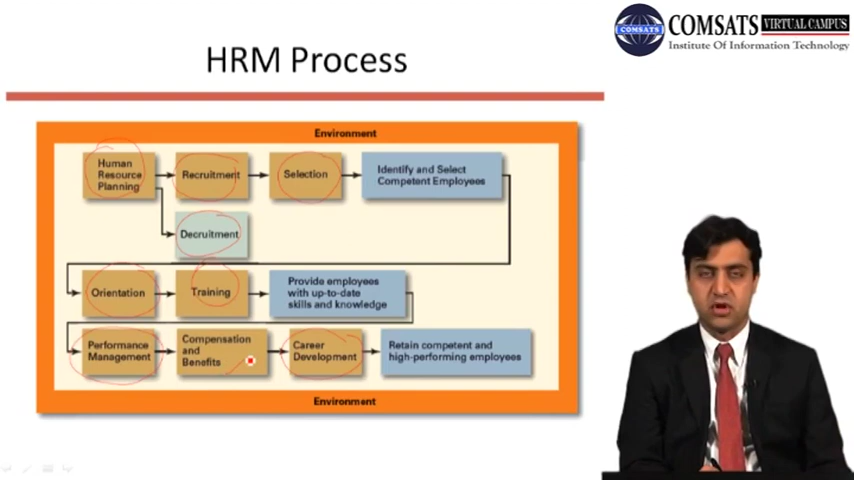 COMSATS
COMSATS VIRTUAL CAMPUS
Institute Of Information Technology
HRM Process
Environment
Human
Resource
Planning
Recruitment
Selection
Identify and Select
Competent Employees
Decruitment
Orientation
Training
Provide employees
with up-to-date
skills and knowledge
Performance
Management
Compensation
and
Benefits
Career
Development
Retain competent and
high-performing employees
Environment